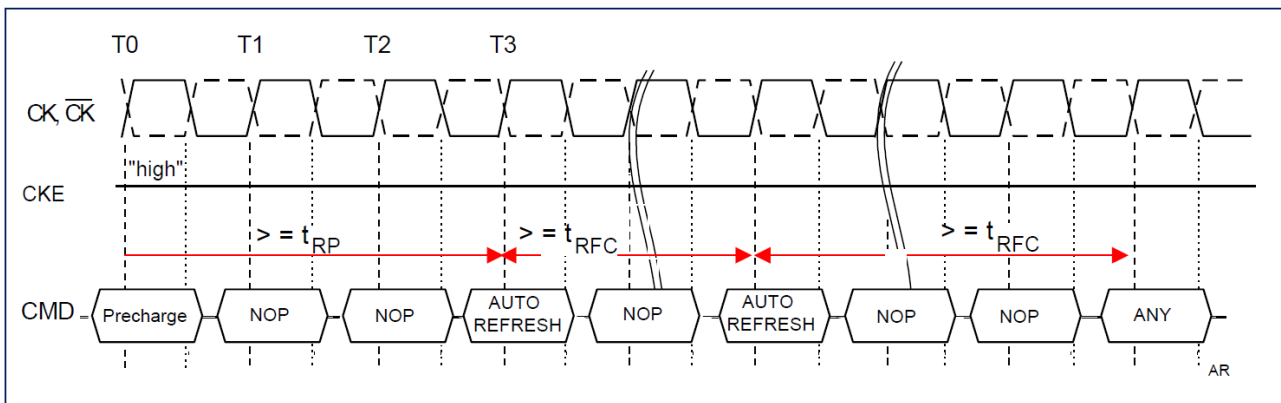 T0 T1 T2 T3
CK, CK
"high"
CKE
> = tRP > = tRFC > = tRFC
CMD Precharge NOP NOP AUTO REFRESH NOP AUTO REFRESH NOP NOP ANY
AR